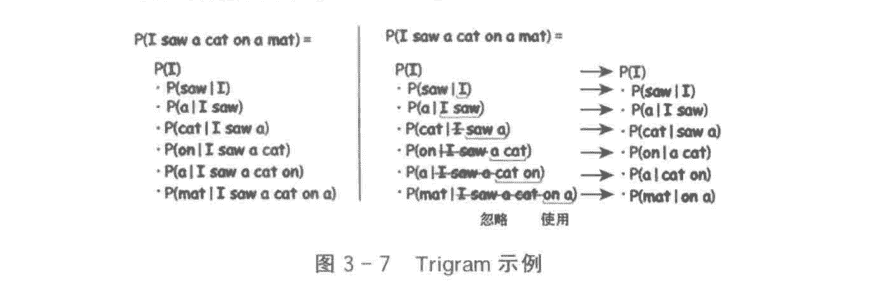 P(I saw a cat on a mat) =
P(I)
· P(saw | I)
· P(a | I saw)
· P(cat | I saw a)
· P(on | I saw a cat)
· P(a | I saw a cat on)
· P(mat | I saw a cat on a)
P(I saw a cat on a mat) =
P(I) → P(I)
· P(saw | I) → · P(saw | I)
· P(a | I saw) → · P(a | I saw)
· P(cat | I saw a) → · P(cat | saw a)
· P(on | I saw a cat) → · P(on | a cat)
· P(a | I saw a cat on) → · P(a | cat on)
· P(mat | I saw a cat on a) → · P(mat | on a)
忽略 使用
图 3-7 Trigram 示例